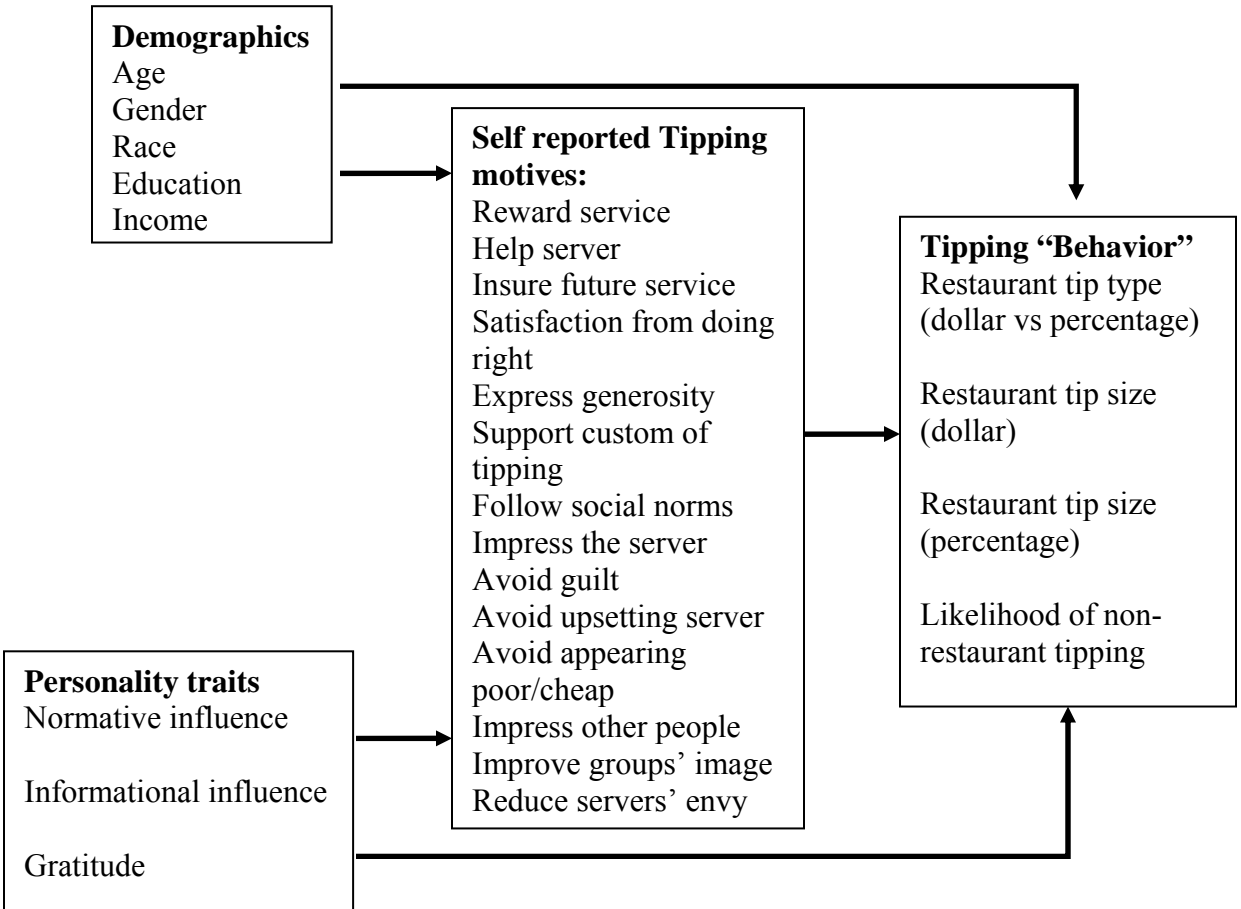 Demographics
Age
Gender
Race
Education
Income
Self reported Tipping
motives:
Reward service
Help server
Insure future service
Satisfaction from doing
right
Express generosity
Support custom of
tipping
Follow social norms
Impress the server
Avoid guilt
Avoid upsetting server
Avoid appearing
poor/cheap
Impress other people
Improve groups’ image
Reduce servers’ envy
Tipping “Behavior”
Restaurant tip type
(dollar vs percentage)
Restaurant tip size
(dollar)
Restaurant tip size
(percentage)
Likelihood of non-
restaurant tipping
Personality traits
Normative influence
Informational influence
Gratitude